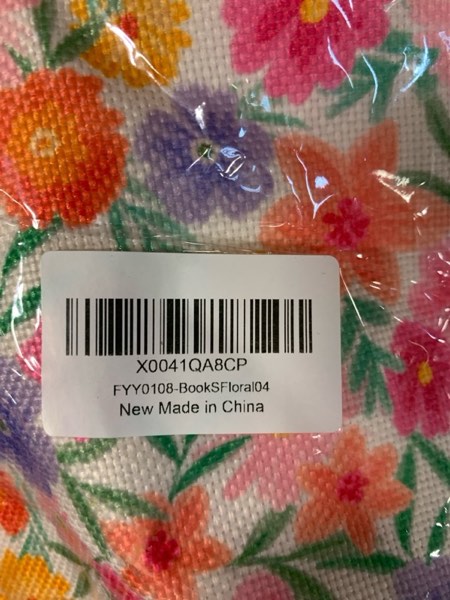 X0041QA8CP
FYY0108-BookSFloral04
New Made in China